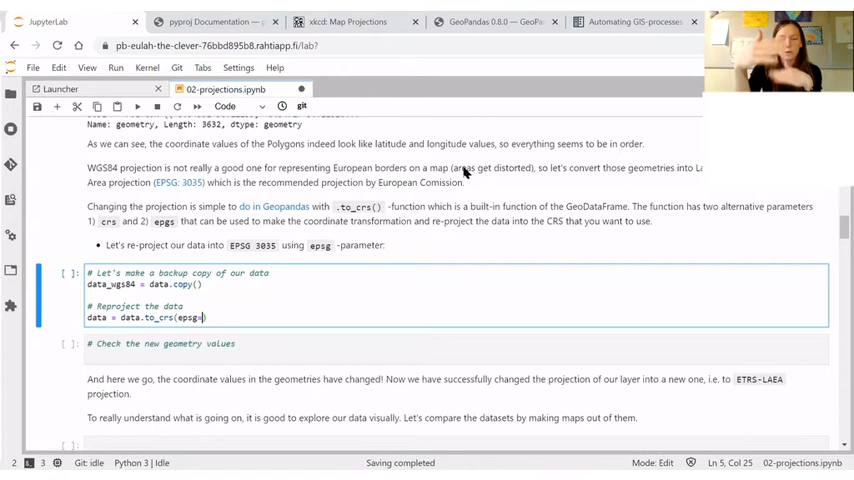 JupyterLab
pyproj Documentation — pypr
xkcd: Map Projections
GeoPandas 0.8.0 — GeoPan
Automating GIS-processes
pb-eulah-the-clever-76bbd895b8.rahtiapp.fi/lab?
File Edit View Run Kernel Git Tabs Settings Help
Launcher
02-projections.ipynb
Code
git
Name: geometry, Length: 3632, dtype: geometry
As we can see, the coordinate values of the Polygons indeed look like latitude and longitude values, so everything seems to be in order.
WGS84 projection is not really a good one for representing European borders on a map (areas get distorted), so let's convert those geometries into La
Area projection (EPSG: 3035) which is the recommended projection by European Comission.
Changing the projection is simple to do in Geopandas with .to_crs() -function which is a built-in function of the GeoDataFrame. The function has two alternative parameters
1) crs and 2) epgs that can be used to make the coordinate transformation and re-project the data into the CRS that you want to use.
• Let's re-project our data into EPSG 3035 using epsg -parameter:
[ ]: # Let's make a backup copy of our data
data_wgs84 = data.copy()
# Reproject the data
data = data.to_crs(epsg=)
[ ]: # Check the new geometry values
And here we go, the coordinate values in the geometries have changed! Now we have successfully changed the projection of our layer into a new one, i.e. to ETRS-LAEA
projection.
To really understand what is going on, it is good to explore our data visually. Let's compare the datasets by making maps out of them.
[ ]:
2 3 Git: idle Python 3 | Idle Saving completed Mode: Edit Ln 5, Col 25 02-projections.ipynb